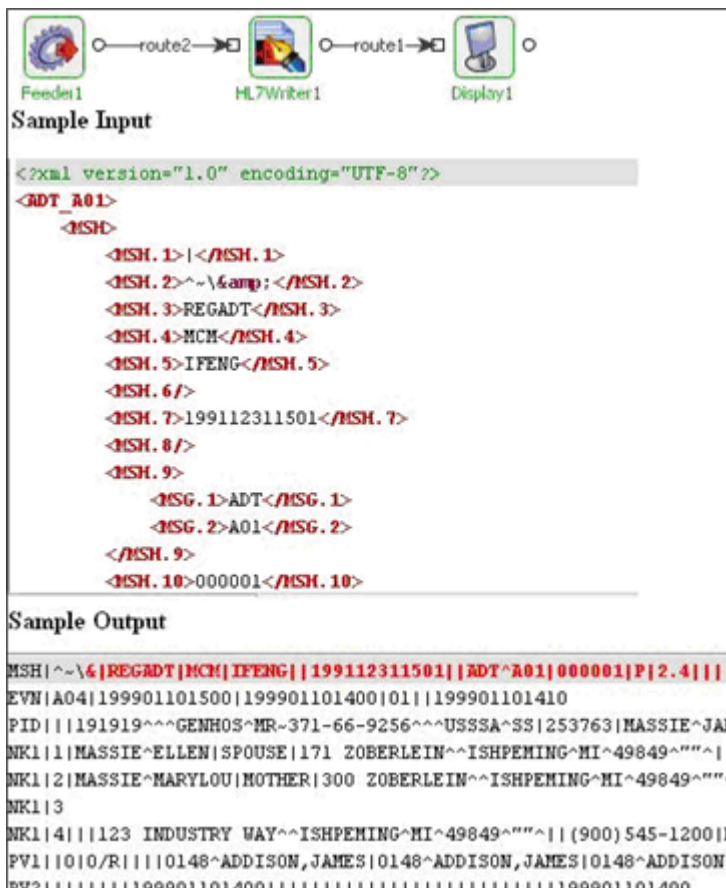 route2 route1
Feeder1 HL7Writer1 Display1
Sample Input
<?xml version="1.0" encoding="UTF-8"?>
<ADT_A01>
<MSH>
<MSH.1>|</MSH.1>
<MSH.2>^~\&amp;</MSH.2>
<MSH.3>REGADT</MSH.3>
<MSH.4>MCM</MSH.4>
<MSH.5>IFENG</MSH.5>
<MSH.6/>
<MSH.7>199112311501</MSH.7>
<MSH.8/>
<MSH.9>
<MSG.1>ADT</MSG.1>
<MSG.2>A01</MSG.2>
</MSH.9>
<MSH.10>000001</MSH.10>
Sample Output
MSH|^~\&|REGADT|MCM|IFENG||199112311501||ADT^A01|000001|P|2.4|||
EVN|A04|199901101500|199901101400|01||199901101410
PID|||191919^^^GENHOS^MR~371-66-9256^^^USSSA^SS|253763|MASSIE^JA
NK1|1|MASSIE^ELLEN|SPOUSE|171 ZOBERLEIN^^ISHPEMING^MI^49849^""^|
NK1|2|MASSIE^MARYLOU|MOTHER|300 ZOBERLEIN^^ISHPEMING^MI^49849^""^
NK1|3
NK1|4|||123 INDUSTRY WAY^^ISHPEMING^MI^49849^""^||(900)545-1200|
PV1||0|0/R||||0148^ADDISON,JAMES|0148^ADDISON,JAMES|0148^ADDISON
PV2||||||||199901101400||||||||||||||||||||||||||199901101400